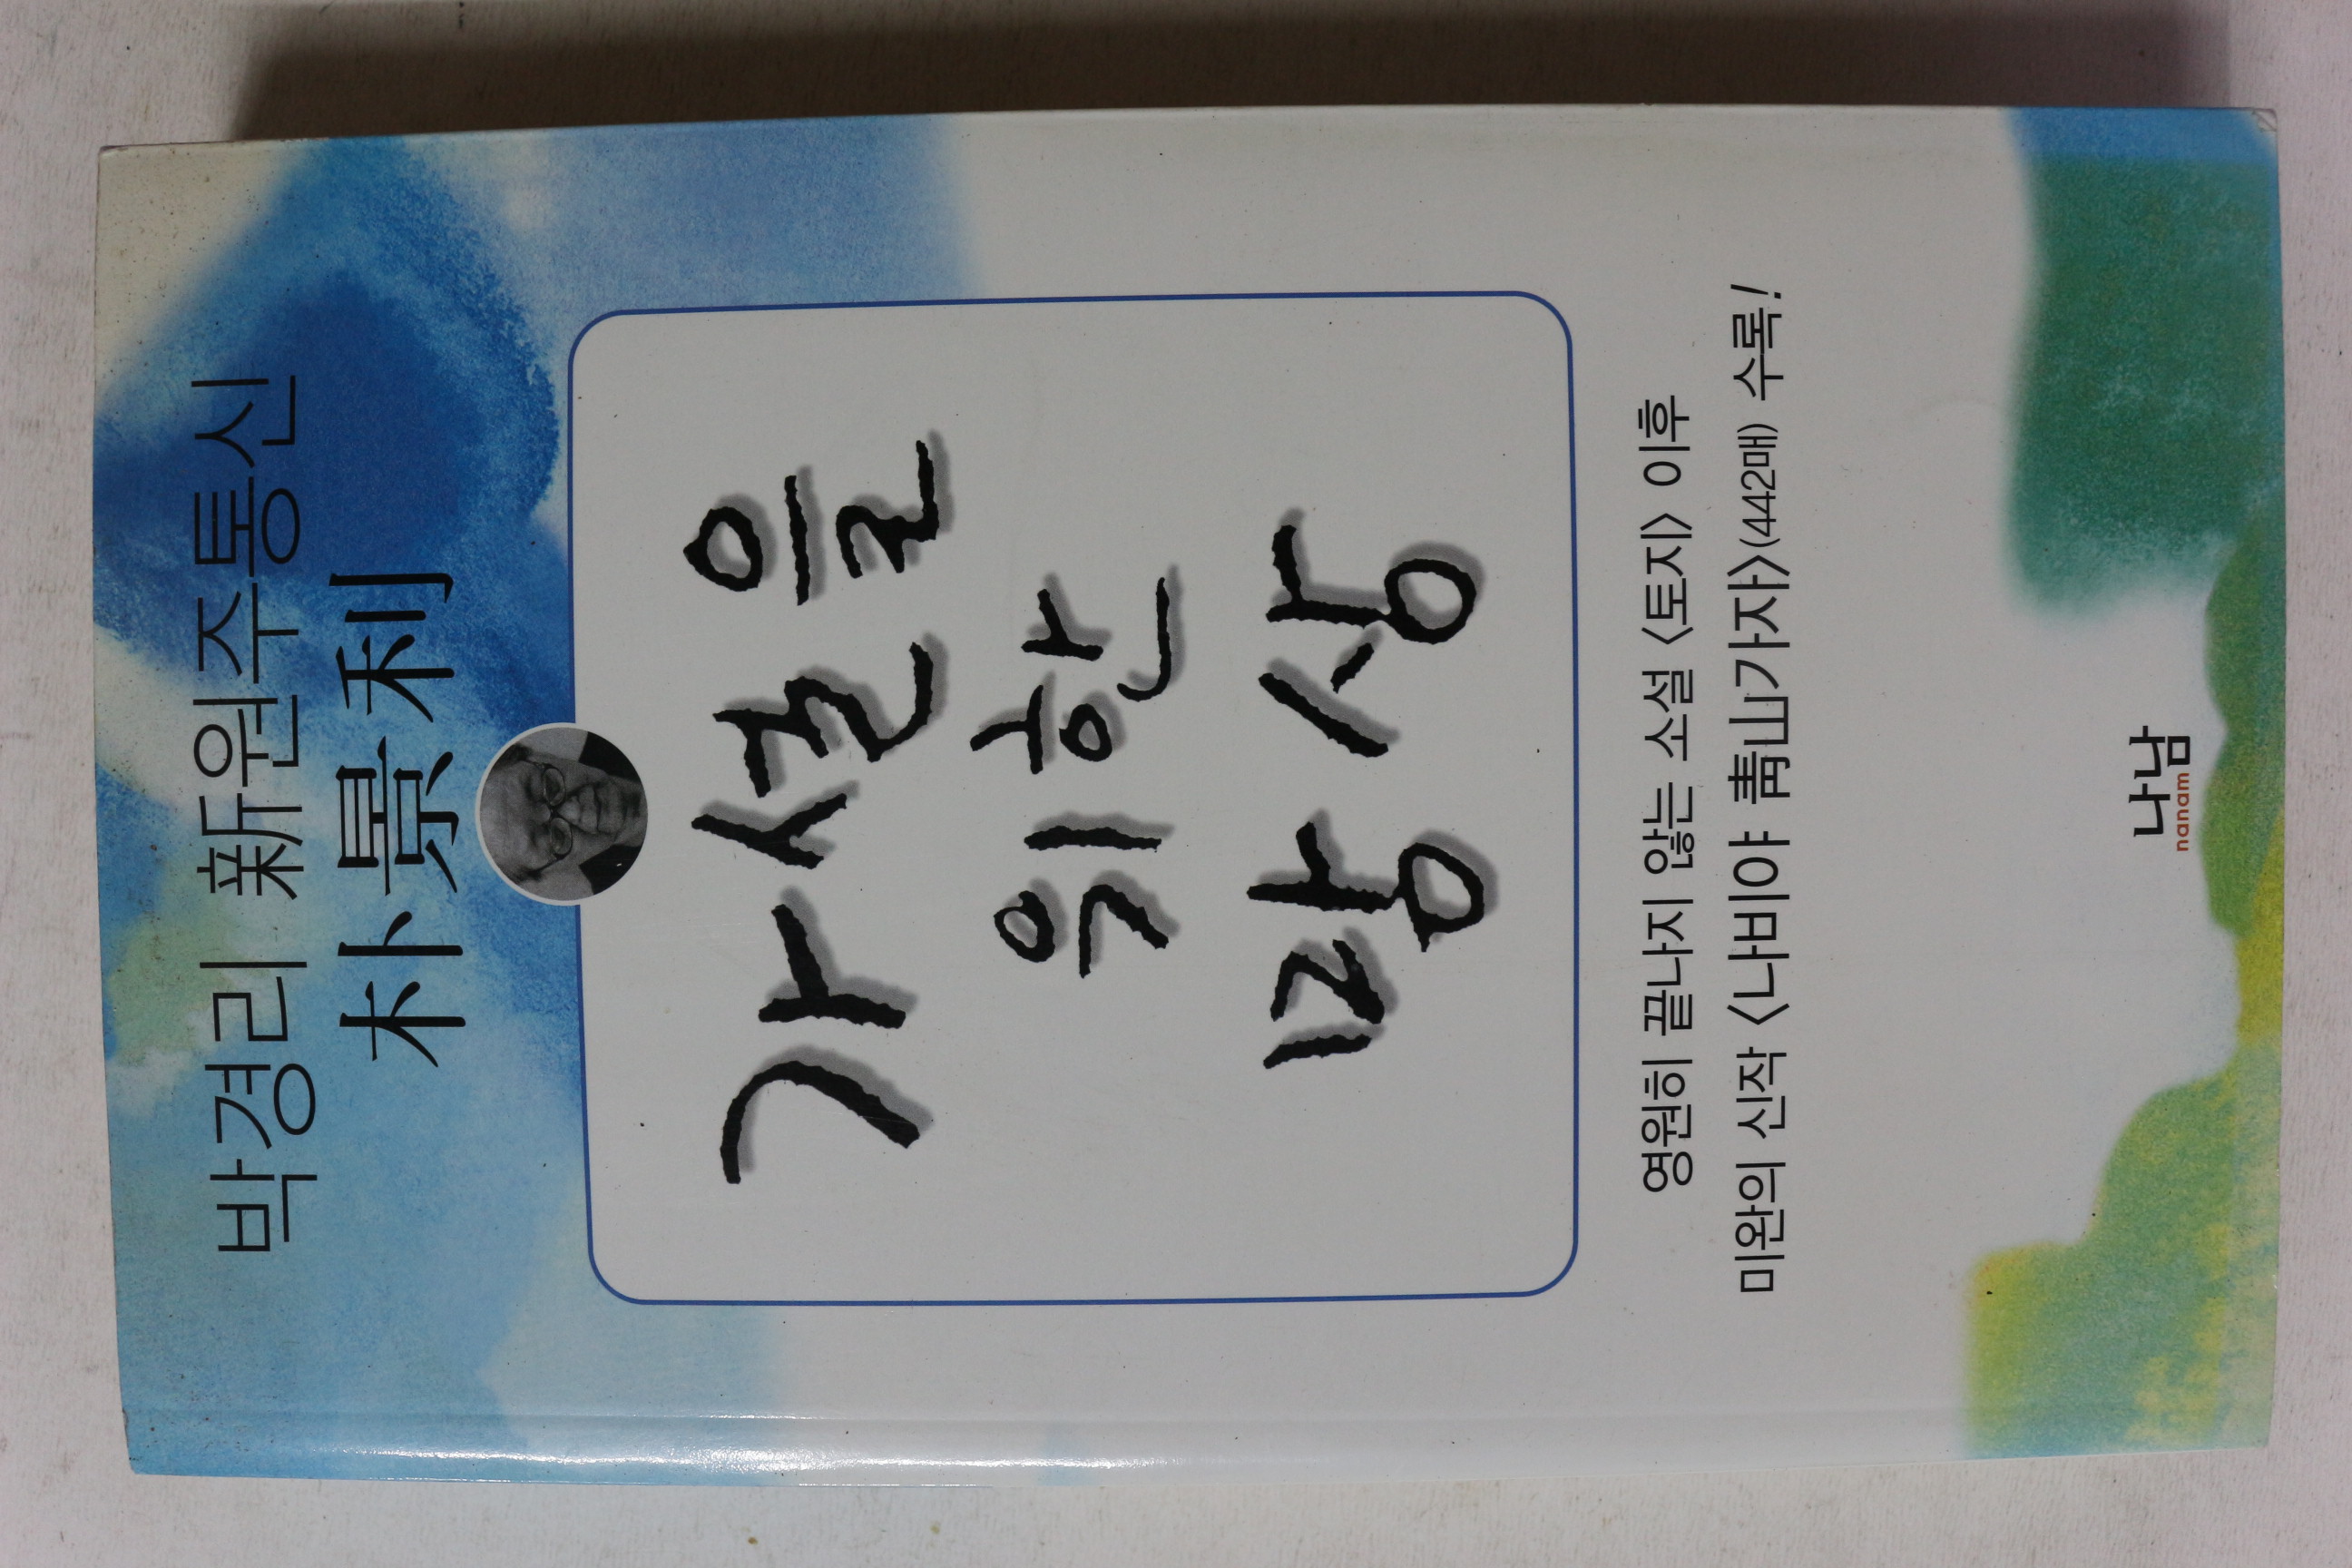 박경리 新원주통신
朴景利
가설을
위한
망상
영원히 끝나지 않는 소설 <토지> 이후
미완의 신작 <나비야 靑山가자>(442매) 수록!
나남
nanam